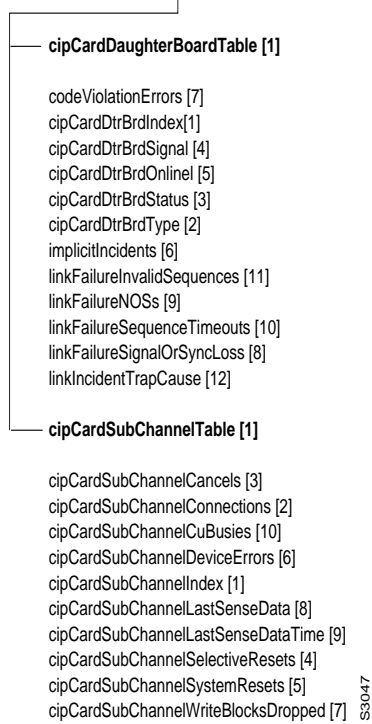 cipCardDaughterBoardTable [1]
codeViolationErrors [7]
cipCardDtrBrdIndex[1]
cipCardDtrBrdSignal [4]
cipCardDtrBrdOnlinel [5]
cipCardDtrBrdStatus [3]
cipCardDtrBrdType [2]
implicitIncidents [6]
linkFailureInvalidSequences [11]
linkFailureNOSs [9]
linkFailureSequenceTimeouts [10]
linkFailureSignalOrSyncLoss [8]
linkIncidentTrapCause [12]
cipCardSubChannelTable [1]
cipCardSubChannelCancels [3]
cipCardSubChannelConnections [2]
cipCardSubChannelCuBusies [10]
cipCardSubChannelDeviceErrors [6]
cipCardSubChannelIndex [1]
cipCardSubChannelLastSenseData [8]
cipCardSubChannelLastSenseDataTime [9]
cipCardSubChannelSelectiveResets [4]
cipCardSubChannelSystemResets [5]
cipCardSubChannelWriteBlocksDropped [7]
S3047